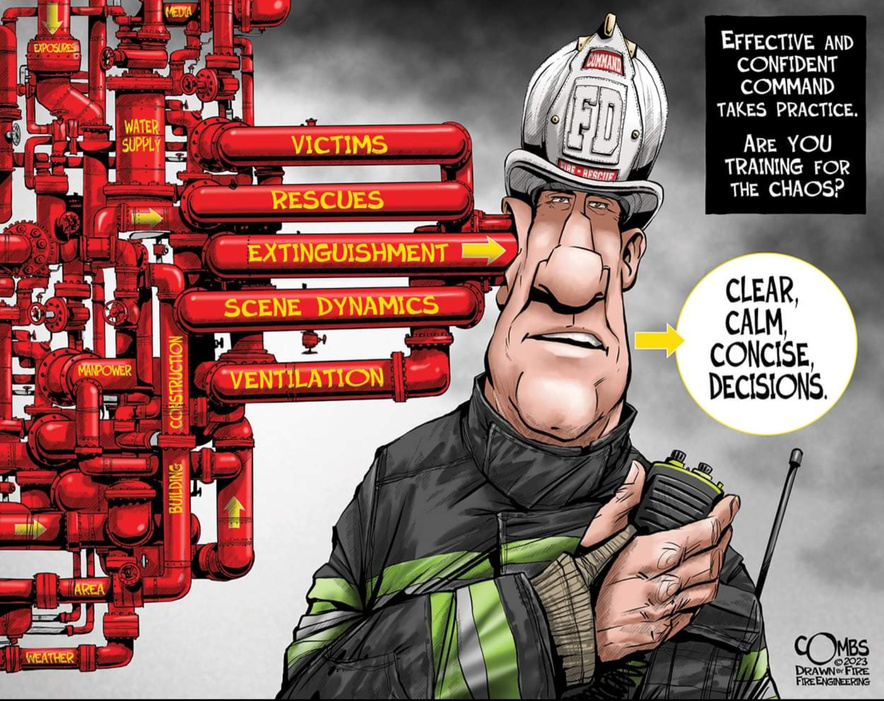 MEDIA
EXPOSURES
WATER
SUPPLY
VICTIMS
RESCUES
EXTINGUISHMENT
SCENE DYNAMICS
VENTILATION
MANPOWER
BUILDING CONSTRUCTION
AREA
WEATHER
COMMAND
FD
FIRE • RESCUE
EFFECTIVE AND
CONFIDENT
COMMAND
TAKES PRACTICE.
ARE YOU
TRAINING FOR
THE CHAOS?
CLEAR,
CALM,
CONCISE,
DECISIONS.
COMBS
©2023
DRAWN BY FIRE
FIRE ENGINEERING